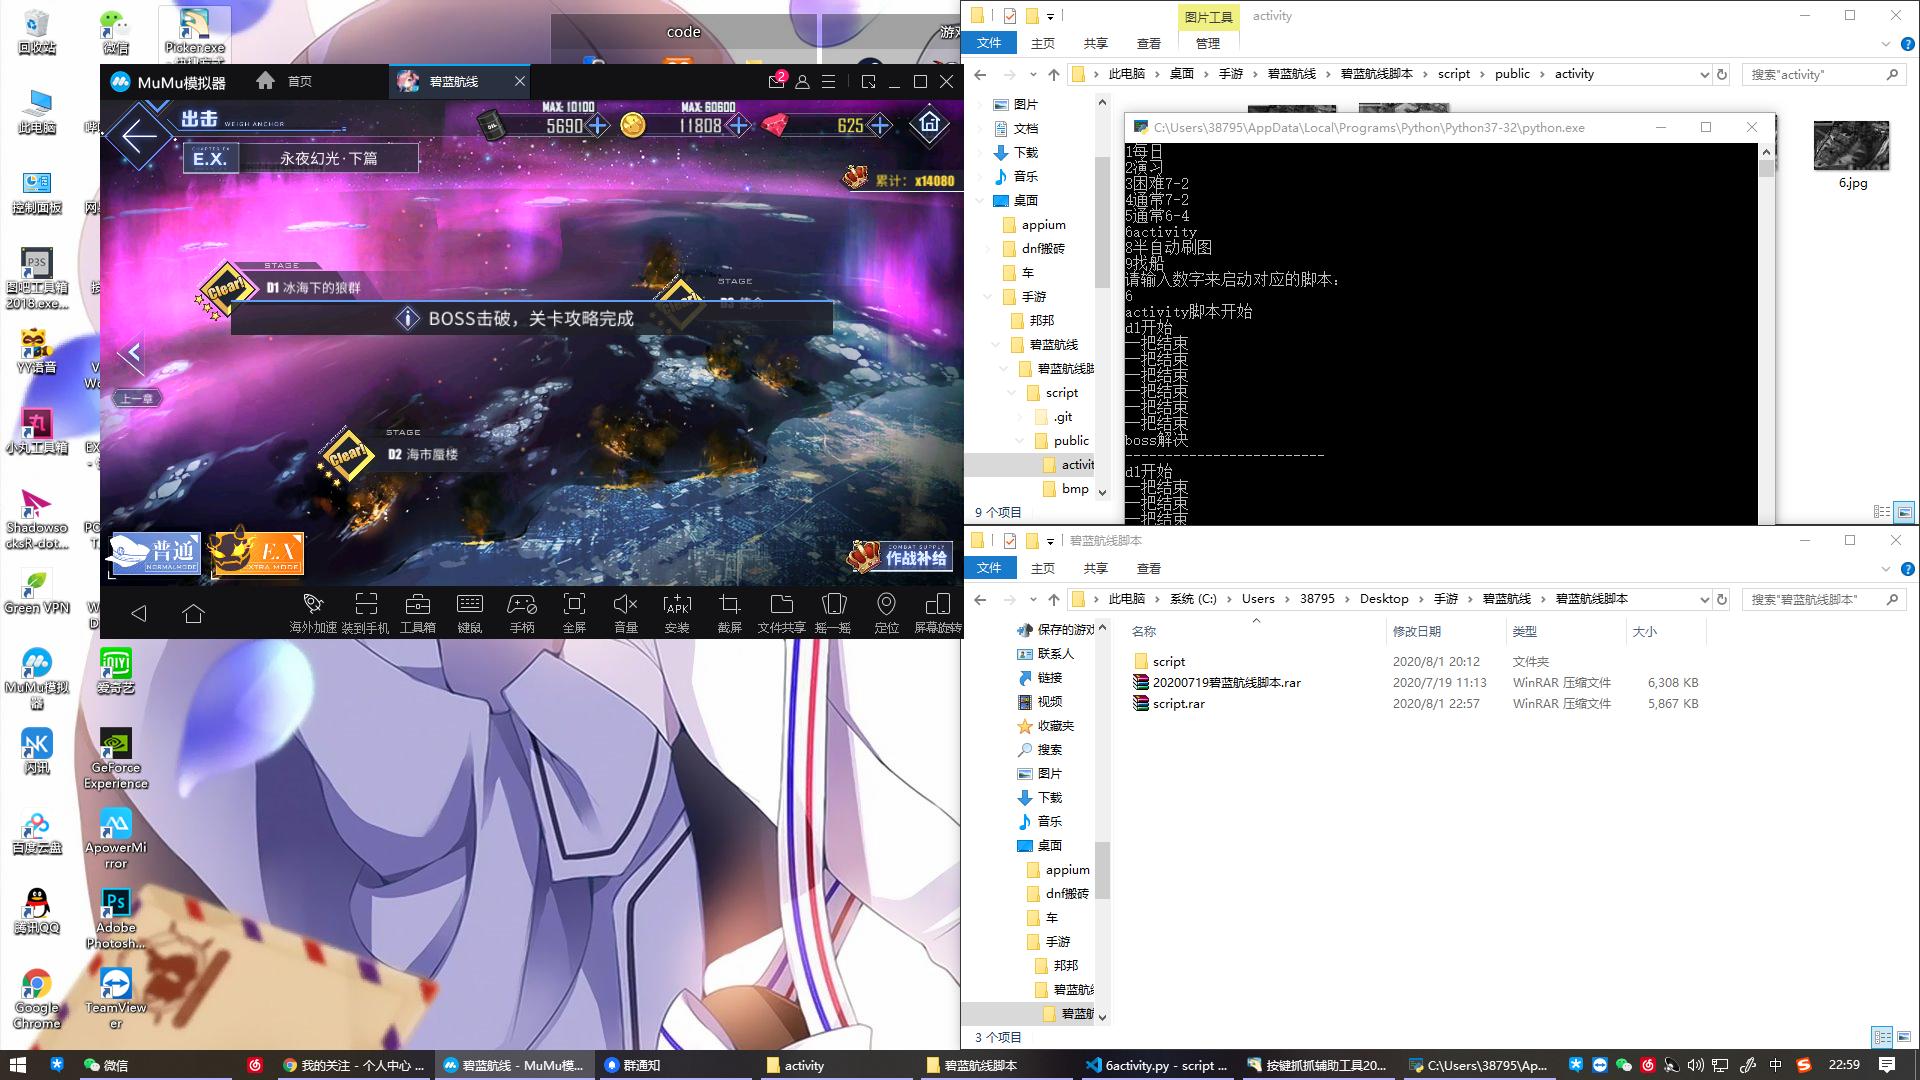 回收站
微信
Picker.exe
此电脑
控制面板
图吧工具箱
2018.exe...
YY语音
小丸工具箱
Shadowso
cksR-dot...
Green VPN
MuMu模拟
器
爱奇艺
闪讯
GeForce
Experience
百度云盘
ApowerMi
rror
腾讯QQ
Adobe
Photosh...
Google
Chrome
TeamView
er
code
MuMu模拟器
首页
碧蓝航线
2
出击
WEIGH ANCHOR
MAX: 10100
5690
MAX: 60600
11808
625
E.X.
永夜幻光·下篇
累计: x14080
STAGE
D1 冰海下的狼群
Clear!
STAGE
BOSS击破，关卡攻略完成
上一章
STAGE
D2 海市蜃楼
Clear!
普通
NORMALMODE
EX
EXTRA MODE
COMBAT SUPPLY
作战补给
海外加速
装到手机
工具箱
键鼠
手柄
全屏
音量
APK
安装
截屏
文件共享
摇一摇
定位
屏幕旋转
图片工具
activity
文件
主页
共享
查看
管理
此电脑
桌面
手游
碧蓝航线
碧蓝航线脚本
script
public
activity
搜索"activity"
图片
文档
下载
音乐
桌面
appium
dnf搬砖
车
手游
邦邦
碧蓝航线
碧蓝航线脚
script
.git
public
activit
bmp
9 个项目
6.jpg
C:\Users\38795\AppData\Local\Programs\Python\Python37-32\python.exe
1每日
2演习
3困难7-2
4通常7-2
5通常6-4
6activity
8半自动刷图
9找船
请输入数字来启动对应的脚本:
6
activity脚本开始
d1开始
一把结束
一把结束
一把结束
一把结束
一把结束
一把结束
boss解决
-------------------------
d1开始
一把结束
一把结束
一把结束
碧蓝航线脚本
文件
主页
共享
查看
此电脑
系统 (C:)
Users
38795
Desktop
手游
碧蓝航线
碧蓝航线脚本
搜索"碧蓝航线脚本"
名称
修改日期
类型
大小
script
2020/8/1 20:12
文件夹
20200719碧蓝航线脚本.rar
2020/7/19 11:13
WinRAR 压缩文件
6,308 KB
script.rar
2020/8/1 22:57
WinRAR 压缩文件
5,867 KB
保存的游戏
联系人
链接
视频
收藏夹
搜索
图片
下载
音乐
桌面
appium
dnf搬砖
车
手游
邦邦
碧蓝航线
碧蓝航
3 个项目
微信
我的关注 - 个人中心 ...
碧蓝航线 - MuMu模...
群通知
activity
碧蓝航线脚本
6activity.py - script ...
按键抓抓辅助工具20...
C:\Users\38795\Ap...
中
22:59